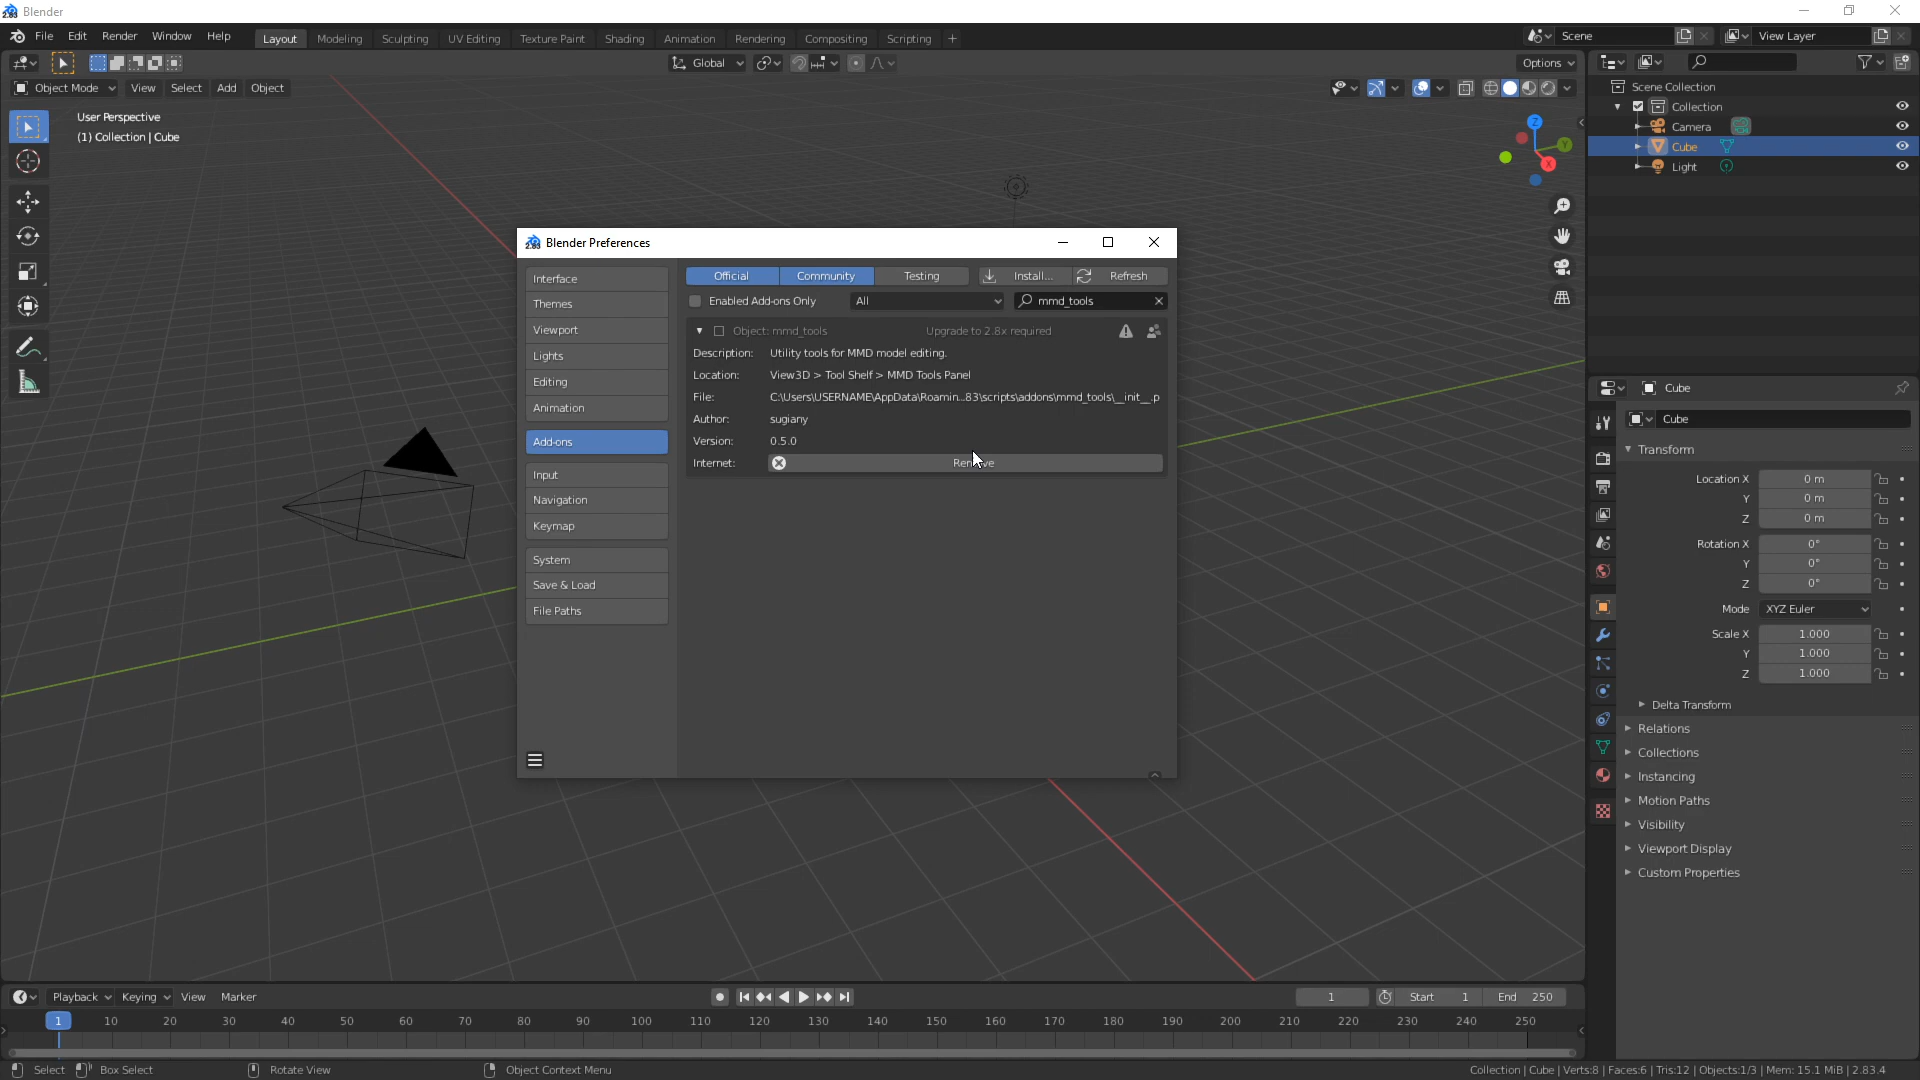 Blender
File Edit Render Window Help Layout Modeling Sculpting UV Editing Texture Paint Shading Animation Rendering Compositing Scripting + Scene View Layer
Global Options
Object Mode View Select Add Object
User Perspective
(1) Collection | Cube
Z
Y
X
Scene Collection
Collection
Camera
Cube
Light
Blender Preferences
Interface
Themes
Viewport
Lights
Editing
Animation
Add-ons
Input
Navigation
Keymap
System
Save & Load
File Paths
Official Community Testing Install... Refresh
Enabled Add-ons Only All mmd_tools
Object: mmd_tools Upgrade to 2.8x required
Description: Utility tools for MMD model editing.
Location: View3D > Tool Shelf > MMD Tools Panel
File: C:\Users\USERNAME\AppData\Roamin...83\scripts\addons\mmd_tools\__init__.p
Author: sugiany
Version: 0.5.0
Internet:
Cube
Cube
Transform
Location X 0 m
Y 0 m
Z 0 m
Rotation X 0°
Y 0°
Z 0°
Mode XYZ Euler
Scale X 1.000
Y 1.000
Z 1.000
Delta Transform
Relations
Collections
Instancing
Motion Paths
Visibility
Viewport Display
Custom Properties
Playback Keying View Marker 1 Start 1 End 250
1 10 20 30 40 50 60 70 80 90 100 110 120 130 140 150 160 170 180 190 200 210 220 230 240 250
Select Box Select Rotate View Object Context Menu Collection | Cube | Verts:8 | Faces:6 | Tris:12 | Objects:1/3 | Mem: 15.1 MiB | 2.83.4